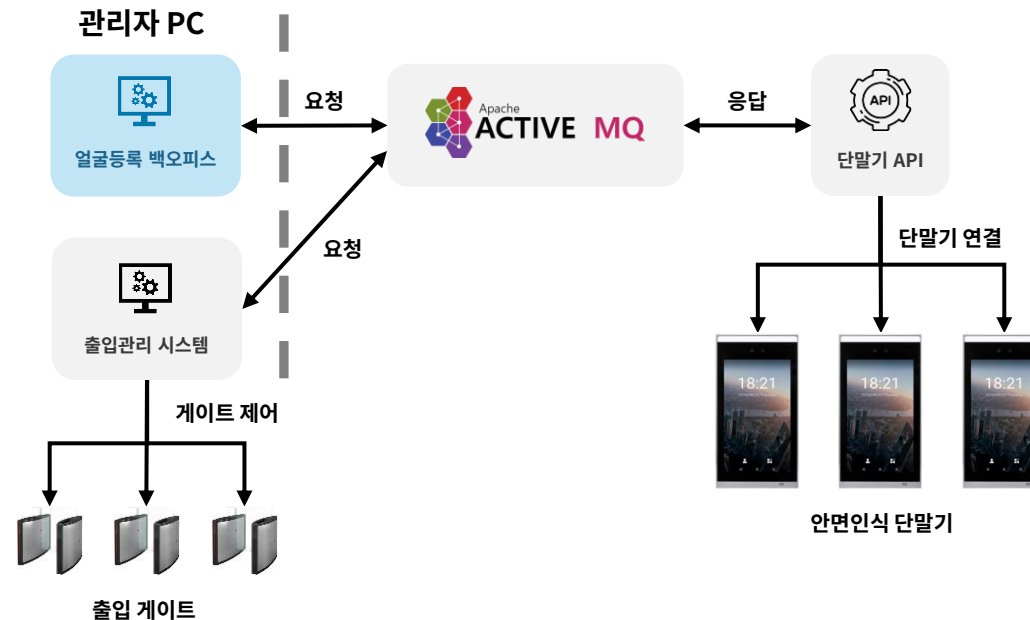 관리자 PC
얼굴등록 백오피스
요청
Apache
ACTIVE MQ
응답
API
단말기 API
요청
단말기 연결
출입관리 시스템
게이트 제어
18:21
18:21
18:21
안면인식 단말기
출입 게이트